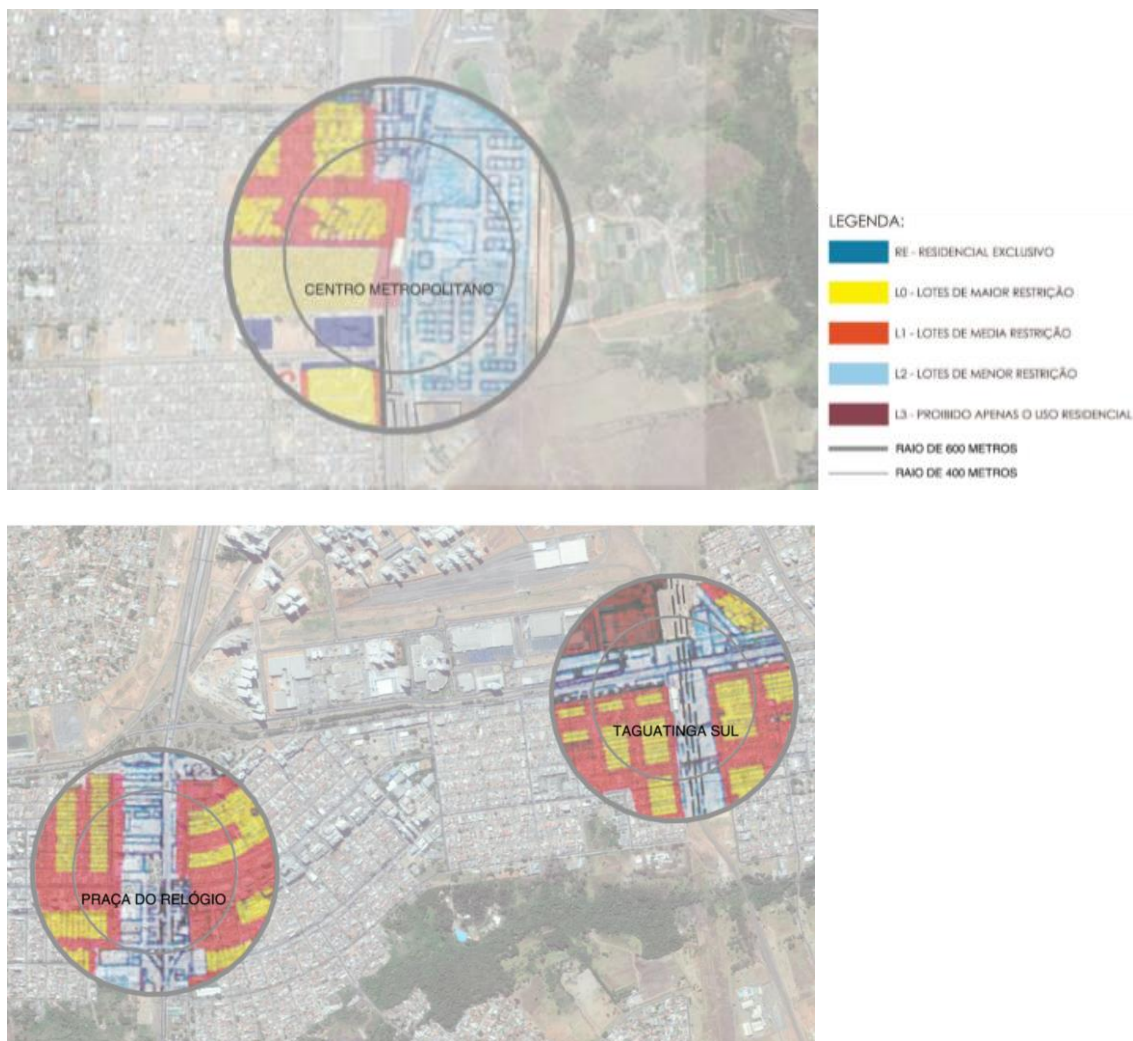 CENTRO METROPOLITANO
LEGENDA:
RE - RESIDENCIAL EXCLUSIVO
L0 - LOTES DE MAIOR RESTRIÇÃO
L1 - LOTES DE MEDIA RESTRIÇÃO
L2 - LOTES DE MENOR RESTRIÇÃO
L3 - PROIBIDO APENAS O USO RESIDENCIAL
RAIO DE 600 METROS
RAIO DE 400 METROS
TAGUATINGA SUL
PRAÇA DO RELÓGIO